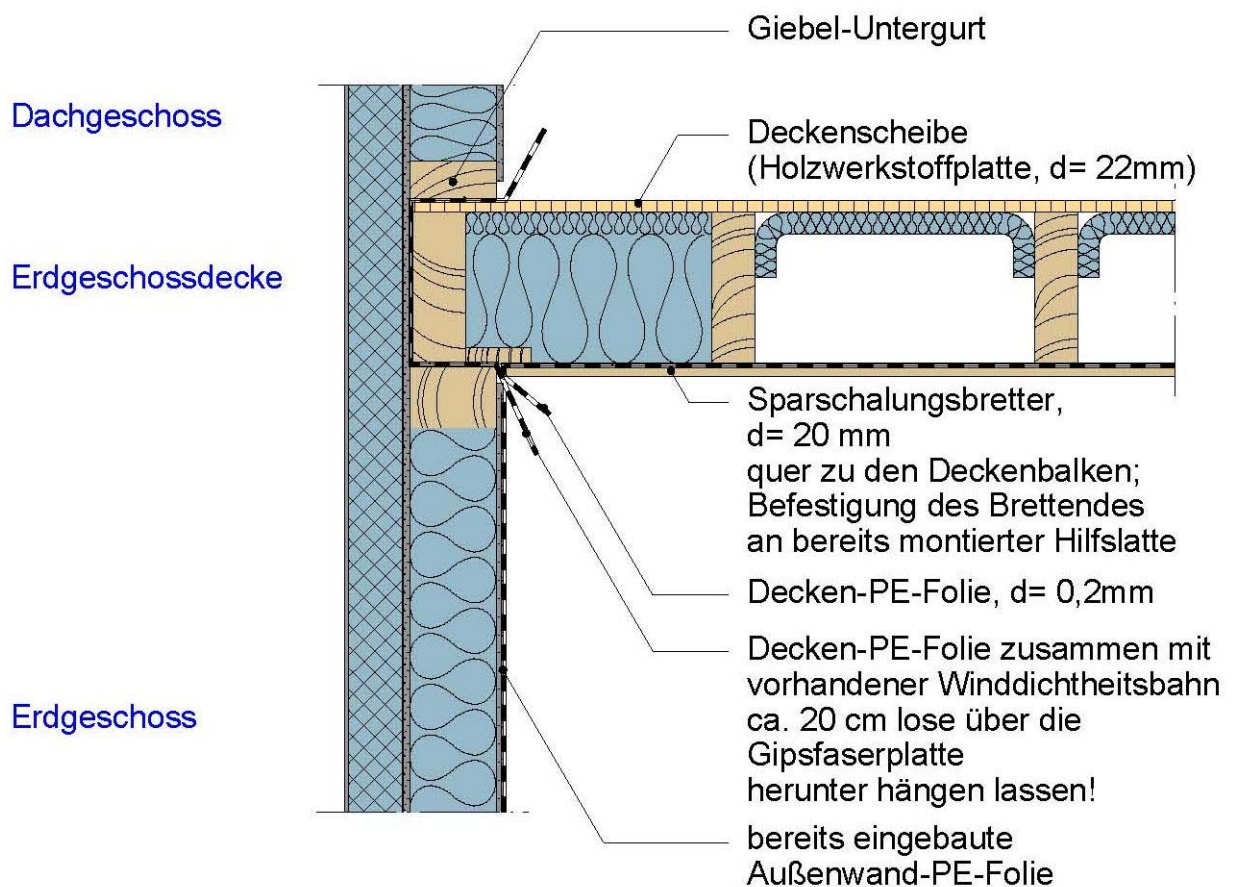 Giebel-Untergurt
Dachgeschoss
Deckenscheibe
(Holzwerkstoffplatte, d= 22mm)
Erdgeschossdecke
Sparschalungsbretter,
d= 20 mm
quer zu den Deckenbalken;
Befestigung des Brettendes
an bereits montierter Hilfslatte
Decken-PE-Folie, d= 0,2mm
Decken-PE-Folie zusammen mit
vorhandener Winddichtheitsbahn
ca. 20 cm lose über die
Gipsfaserplatte
herunter hängen lassen!
Erdgeschoss
bereits eingebaute
Außenwand-PE-Folie